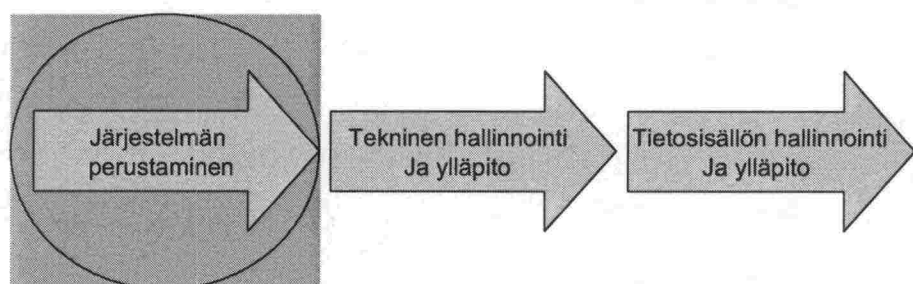 Järjestelmän
perustaminen
Tekninen hallinnointi
Ja ylläpito
Tietosisällön hallinnointi
Ja ylläpito